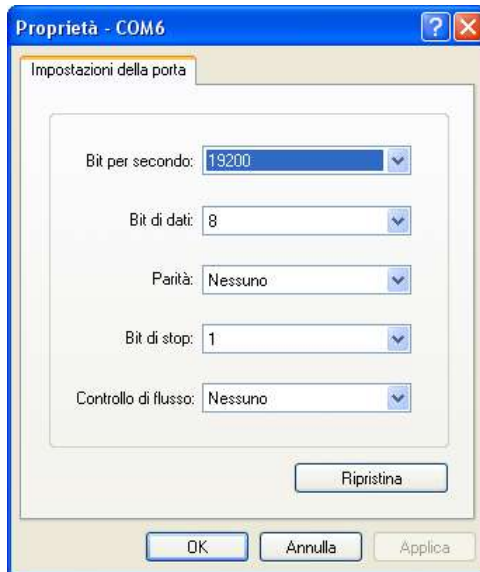 Proprietà - COM6
Impostazioni della porta
Bit per secondo: 19200
Bit di dati: 8
Parità: Nessuno
Bit di stop: 1
Controllo di flusso: Nessuno
Ripristina
OK Annulla Applica